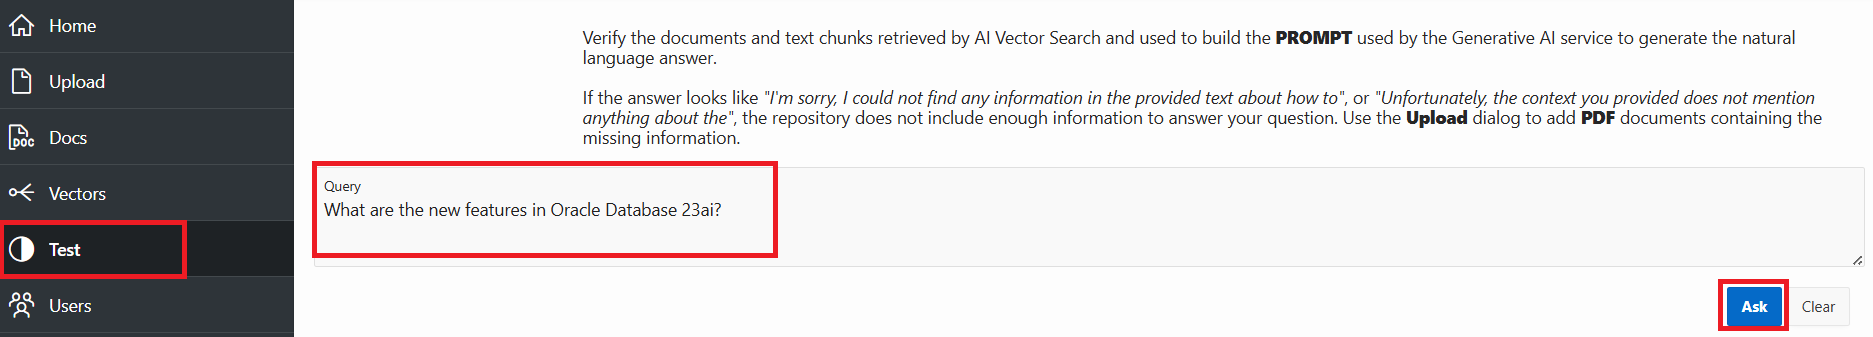 Home
Upload
DOC
Docs
Vectors
Test
Users
Verify the documents and text chunks retrieved by AI Vector Search and used to build the PROMPT used by the Generative AI service to generate the natural
language answer.
If the answer looks like "I'm sorry, I could not find any information in the provided text about how to", or "Unfortunately, the context you provided does not mention
anything about the", the repository does not include enough information to answer your question. Use the Upload dialog to add PDF documents containing the
missing information.
Query
What are the new features in Oracle Database 23ai?
Ask
Clear